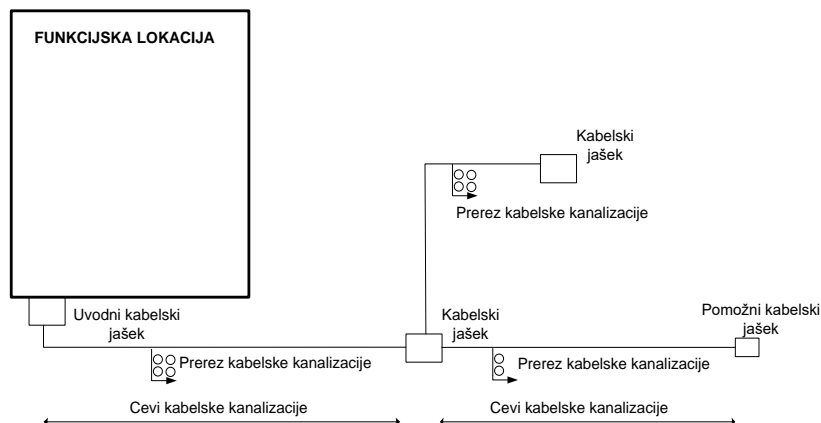 FUNKCIJSKA LOKACIJA
Kabelski
jašek
Prerez kabelske kanalizacije
Uvodni kabelski
jašek
Kabelski
jašek
Pomožni kabelski
jašek
Prerez kabelske kanalizacije
Prerez kabelske kanalizacije
Cevi kabelske kanalizacije
Cevi kabelske kanalizacije